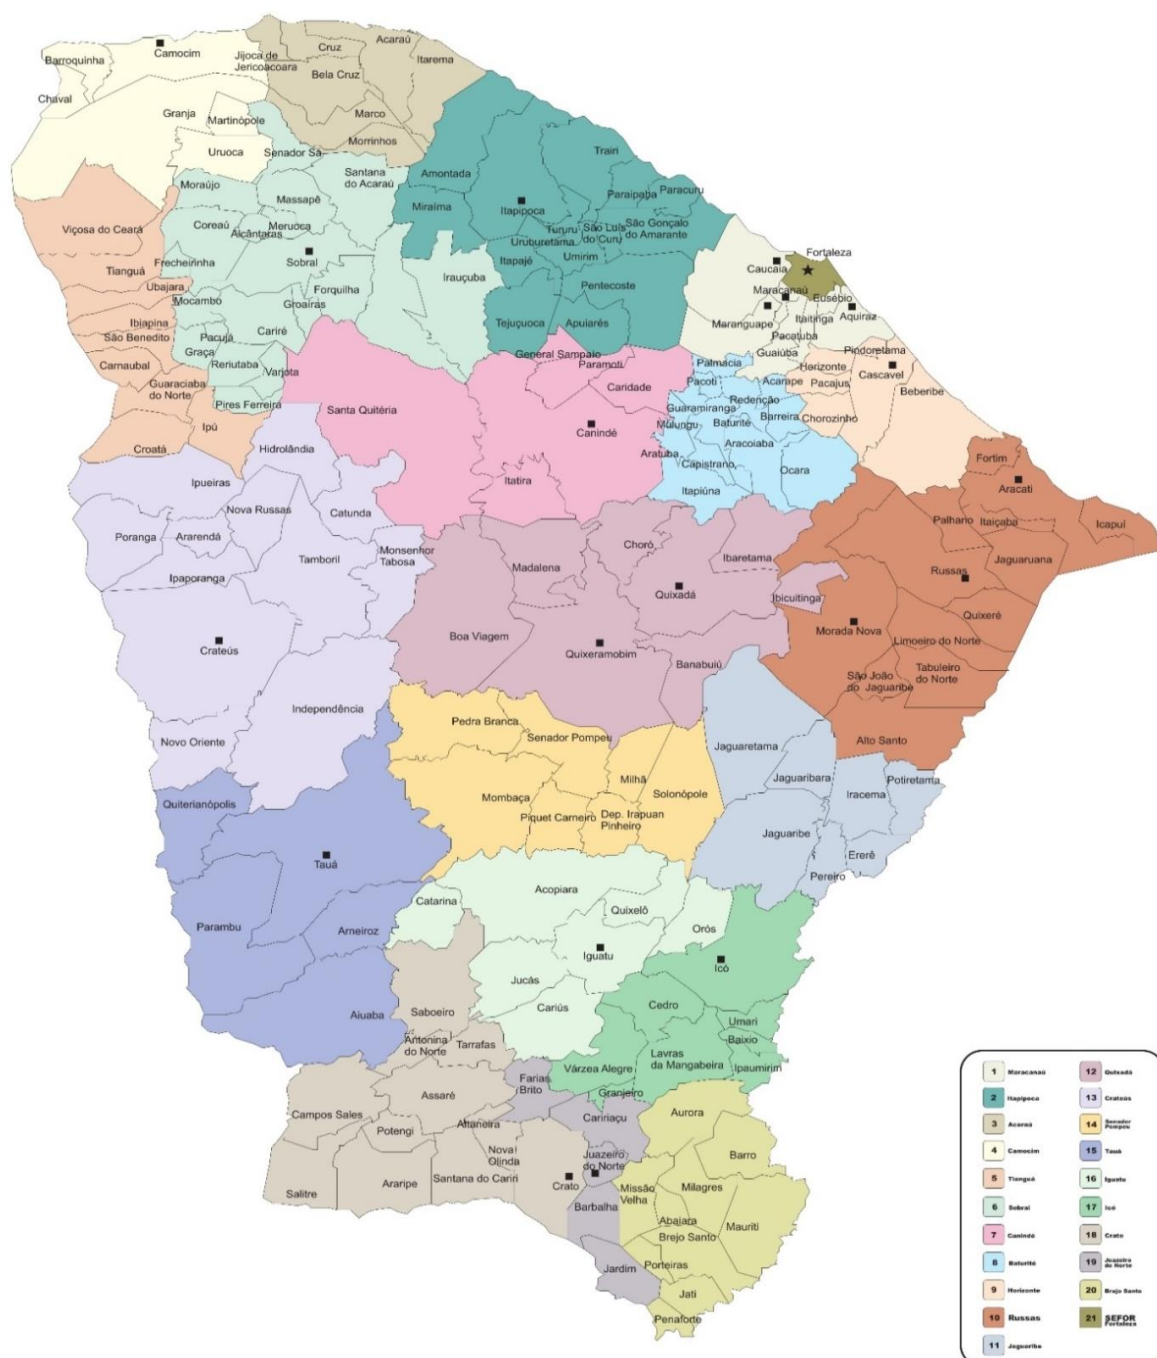 Barroquinha
Camocim
Chaval
Granja
Martinópole
Uruoca
Jijoca de
Jericoacoara
Cruz
Acaraú
Itarema
Bela Cruz
Marco
Morrinhos
Senador Sá
Moraújo
Santana
do Acaraú
Massapê
Coreaú
Meruoca
Alcântaras
Frecheirinha
Sobral
Forquilha
Groaíras
Mocambo
Cariré
Pacujá
Graça
Reriutaba
Varjota
Pires Ferreira
Irauçuba
Viçosa do Ceará
Tianguá
Ubajara
Ibiapina
São Benedito
Carnaubal
Guaraciaba
do Norte
Ipú
Croatá
Amontada
Miraíma
Itapipoca
Trairi
Paraipaba
Paracuru
Tururu
São Luís
do Curu
São Gonçalo
do Amarante
Uruburetama
Umirim
Itapajé
Pentecoste
Tejuçuoca
Apuiarés
General Sampaio
Paramoti
Caridade
Santa Quitéria
Canindé
Itatira
Fortaleza
Caucaia
Maracanaú
Eusébio
Maranguape
Itaitinga
Aquiraz
Pacatuba
Guaiúba
Pindoretama
Horizonte
Cascavel
Pacajus
Beberibe
Chorozinho
Palmácia
Pacoti
Acarape
Redenção
Guaramiranga
Barreira
Mulungu
Baturité
Aracoiaba
Aratuba
Capistrano
Ocara
Itapiúna
Hidrolândia
Ipueiras
Nova Russas
Catunda
Poranga
Ararendá
Tamboril
Monsenhor
Tabosa
Ipaporanga
Crateús
Independência
Novo Oriente
Choró
Ibaretama
Madalena
Quixadá
Ibicuitinga
Boa Viagem
Quixeramobim
Banabuiú
Fortim
Aracati
Palhano
Itaiçaba
Icapuí
Jaguaruana
Russas
Quixeré
Morada Nova
Limoeiro do Norte
São João
do Jaguaribe
Tabuleiro
do Norte
Alto Santo
Pedra Branca
Senador Pompeu
Milhã
Solonópole
Mombaça
Piquet Carneiro
Dep. Irapuan
Pinheiro
Jaguaretama
Jaguaribara
Potiretama
Iracema
Jaguaribe
Ererê
Pereiro
Quiterianópolis
Tauá
Parambu
Arneiroz
Aiuaba
Acopiara
Catarina
Quixelô
Orós
Iguatu
Jucás
Cariús
Icó
Cedro
Umari
Baixio
Lavras
da Mangabeira
Várzea Alegre
Ipaumirim
Granjeiro
Saboeiro
Antonina
do Norte
Tarrafas
Assaré
Campos Sales
Potengi
Altaneira
Nova
Olinda
Salitre
Araripe
Santana do Cariri
Crato
Farias
Brito
Caririaçu
Juazeiro
do Norte
Barbalha
Jardim
Aurora
Barro
Missão
Velha
Milagres
Abaiara
Mauriti
Brejo Santo
Porteiras
Jati
Penaforte
1 Maracanaú
2 Itapipoca
3 Acaraú
4 Camocim
5 Tianguá
6 Sobral
7 Canindé
8 Baturité
9 Horizonte
10 Russas
11 Jaguaribe
12 Quixadá
13 Crateús
14 Senador
Pompeu
15 Tauá
16 Iguatu
17 Icó
18 Crato
19 Juazeiro
do Norte
20 Brejo Santo
21 SEFOR
Fortaleza